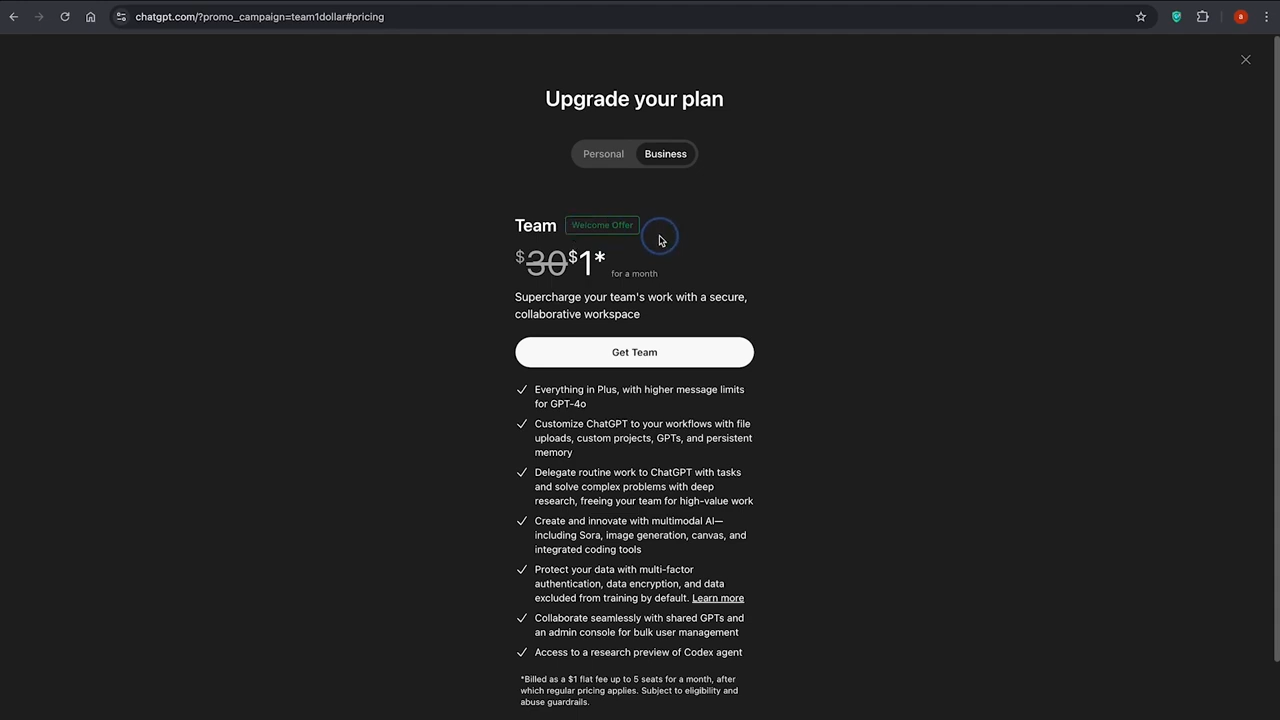 chatgpt.com/?promo_campaign=team1dollar#pricing
a
Upgrade your plan
Personal
Business
Team
Welcome Offer
$30 $1*
for a month
Supercharge your team's work with a secure,
collaborative workspace
Get Team
Everything in Plus, with higher message limits
for GPT-4o
Customize ChatGPT to your workflows with file
uploads, custom projects, GPTs, and persistent
memory
Delegate routine work to ChatGPT with tasks
and solve complex problems with deep
research, freeing your team for high-value work
Create and innovate with multimodal AI—
including Sora, image generation, canvas, and
integrated coding tools
Protect your data with multi-factor
authentication, data encryption, and data
excluded from training by default. Learn more
Collaborate seamlessly with shared GPTs and
an admin console for bulk user management
Access to a research preview of Codex agent
*Billed as a $1 flat fee up to 5 seats for a month, after
which regular pricing applies. Subject to eligibility and
abuse guardrails.